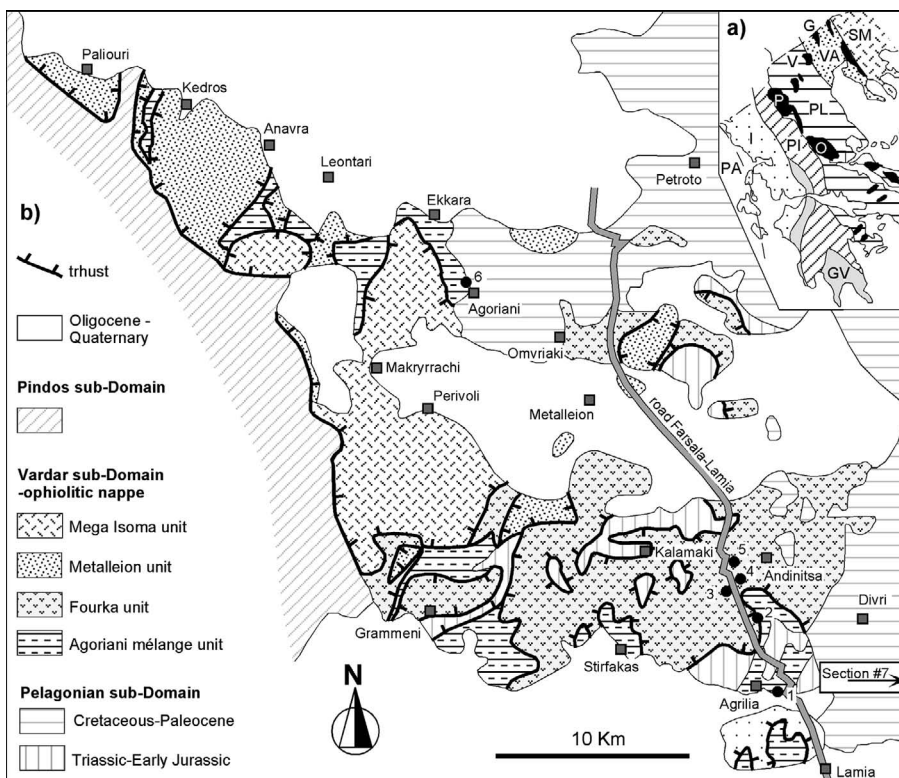 a)
G
SM
V
VA
P
PL
I
PI
O
PA
GV
b)
Paliouri
Kedros
Anavra
Leontari
Ekkara
Petroto
6
Agoriani
Omvriaki
Makryrrachi
Perivoli
Metalleion
road Farsala-Lamia
Kalamaki
5
4
3
Andinitsa
2
Divri
Grammeni
Stirfakas
Section #7
Agrilia
1
Lamia
trhust
Oligocene -
Quaternary
Pindos sub-Domain
Vardar sub-Domain
-ophiolitic nappe
Mega Isoma unit
Metalleion unit
Fourka unit
Agoriani mélange unit
Pelagonian sub-Domain
Cretaceous-Paleocene
Triassic-Early Jurassic
N
10 Km